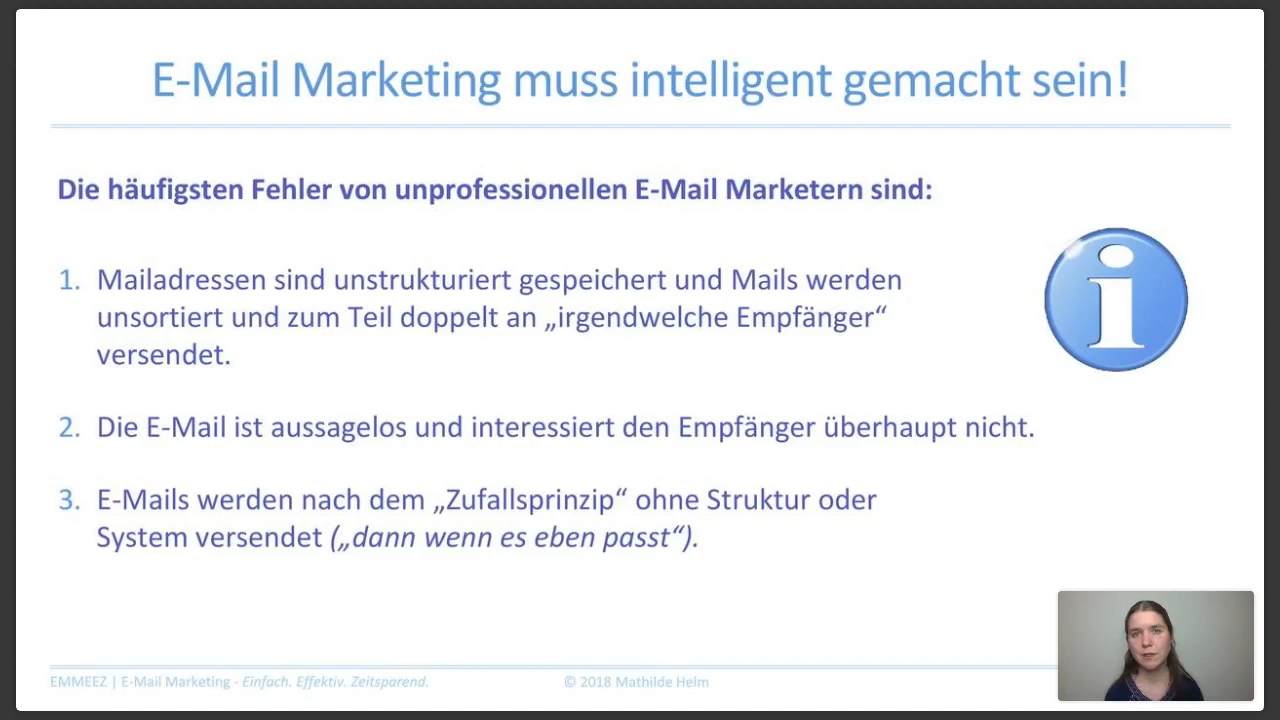 E-Mail Marketing muss intelligent gemacht sein!
Die häufigsten Fehler von unprofessionellen E-Mail Marketern sind:
1. Mailadressen sind unstrukturiert gespeichert und Mails werden
unsortiert und zum Teil doppelt an „irgendwelche Empfänger“
versendet.
2. Die E-Mail ist aussagelos und interessiert den Empfänger überhaupt nicht.
3. E-Mails werden nach dem „Zufallsprinzip“ ohne Struktur oder
System versendet („dann wenn es eben passt“).
EMMEEZ | E-Mail Marketing - Einfach. Effektiv. Zeitsparend.
© 2018 Mathilde Helm